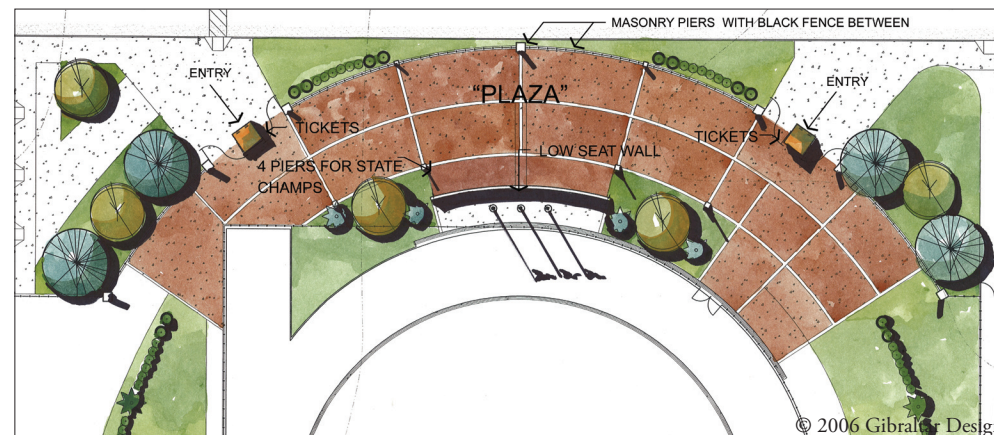 MASONRY PIERS WITH BLACK FENCE BETWEEN
ENTRY
ENTRY
"PLAZA"
TICKETS
TICKETS
LOW SEAT WALL
4 PIERS FOR STATE
CHAMPS
© 2006 Gibraltar Desig